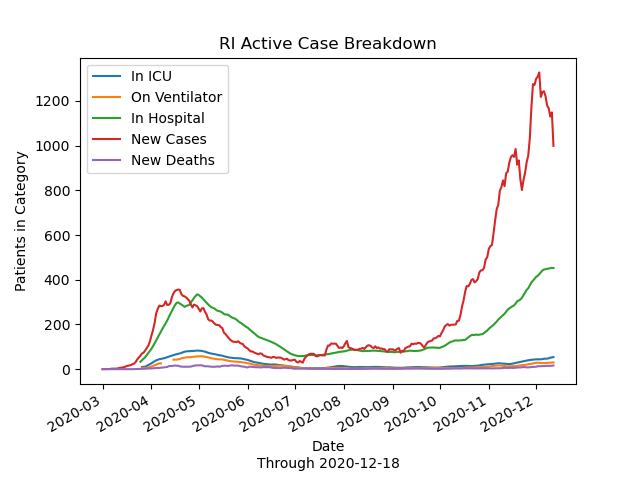 RI Active Case Breakdown
In ICU
On Ventilator
In Hospital
New Cases
New Deaths
Patients in Category
1200
1000
800
600
400
200
0
2020-03
2020-04
2020-05
2020-06
2020-07
2020-08
2020-09
2020-10
2020-11
2020-12
Date
Through 2020-12-18